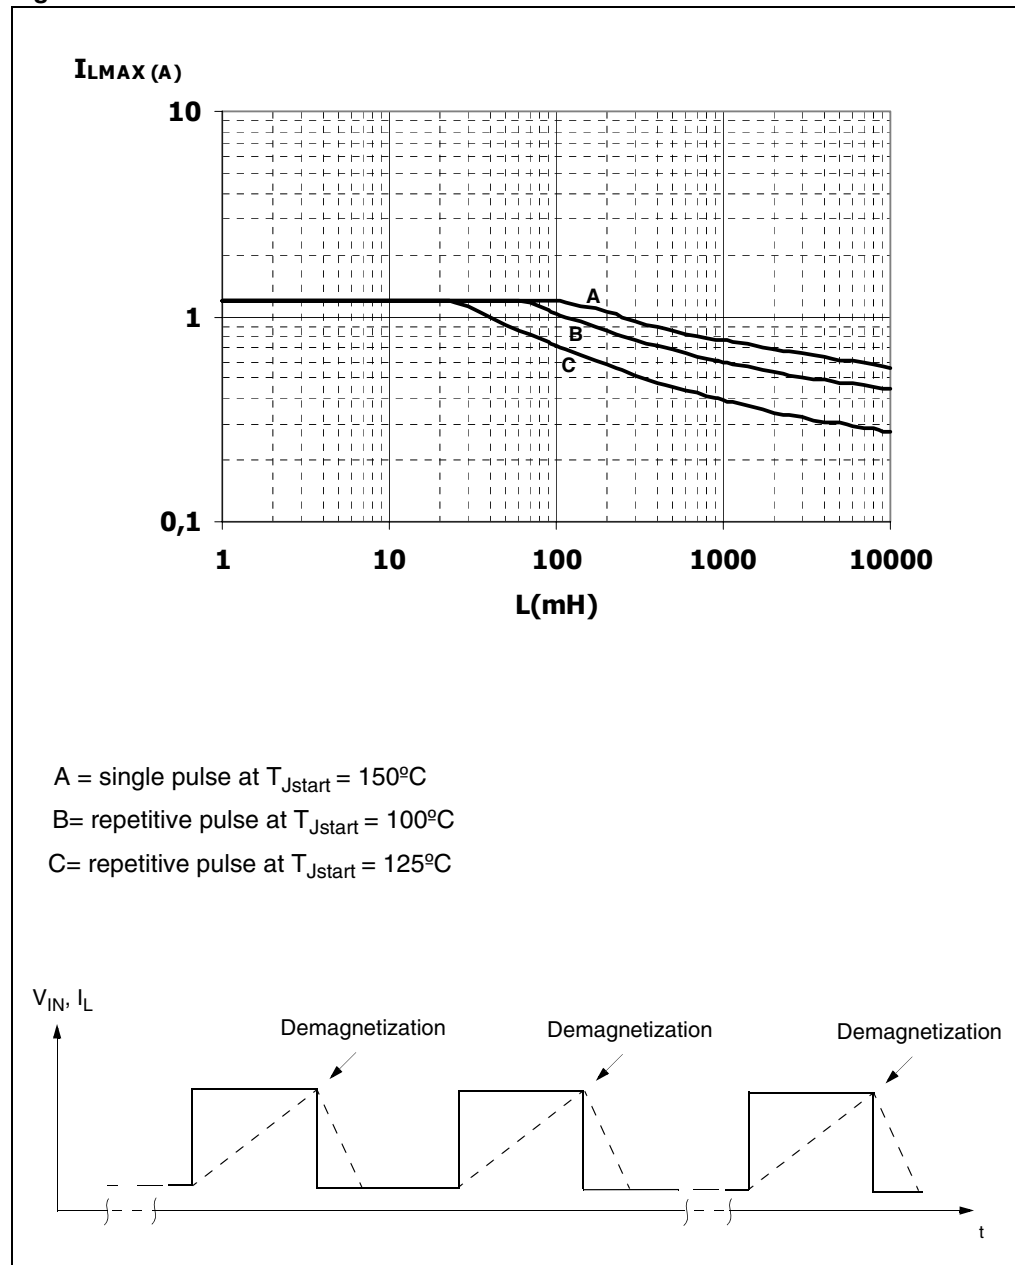 ILMAX (A)
10
1
0,1
A
B
C
1 10 100 1000 10000
L(mH)
A = single pulse at TJstart = 150ºC
B= repetitive pulse at TJstart = 100ºC
C= repetitive pulse at TJstart = 125ºC
VIN, IL
Demagnetization Demagnetization Demagnetization
t